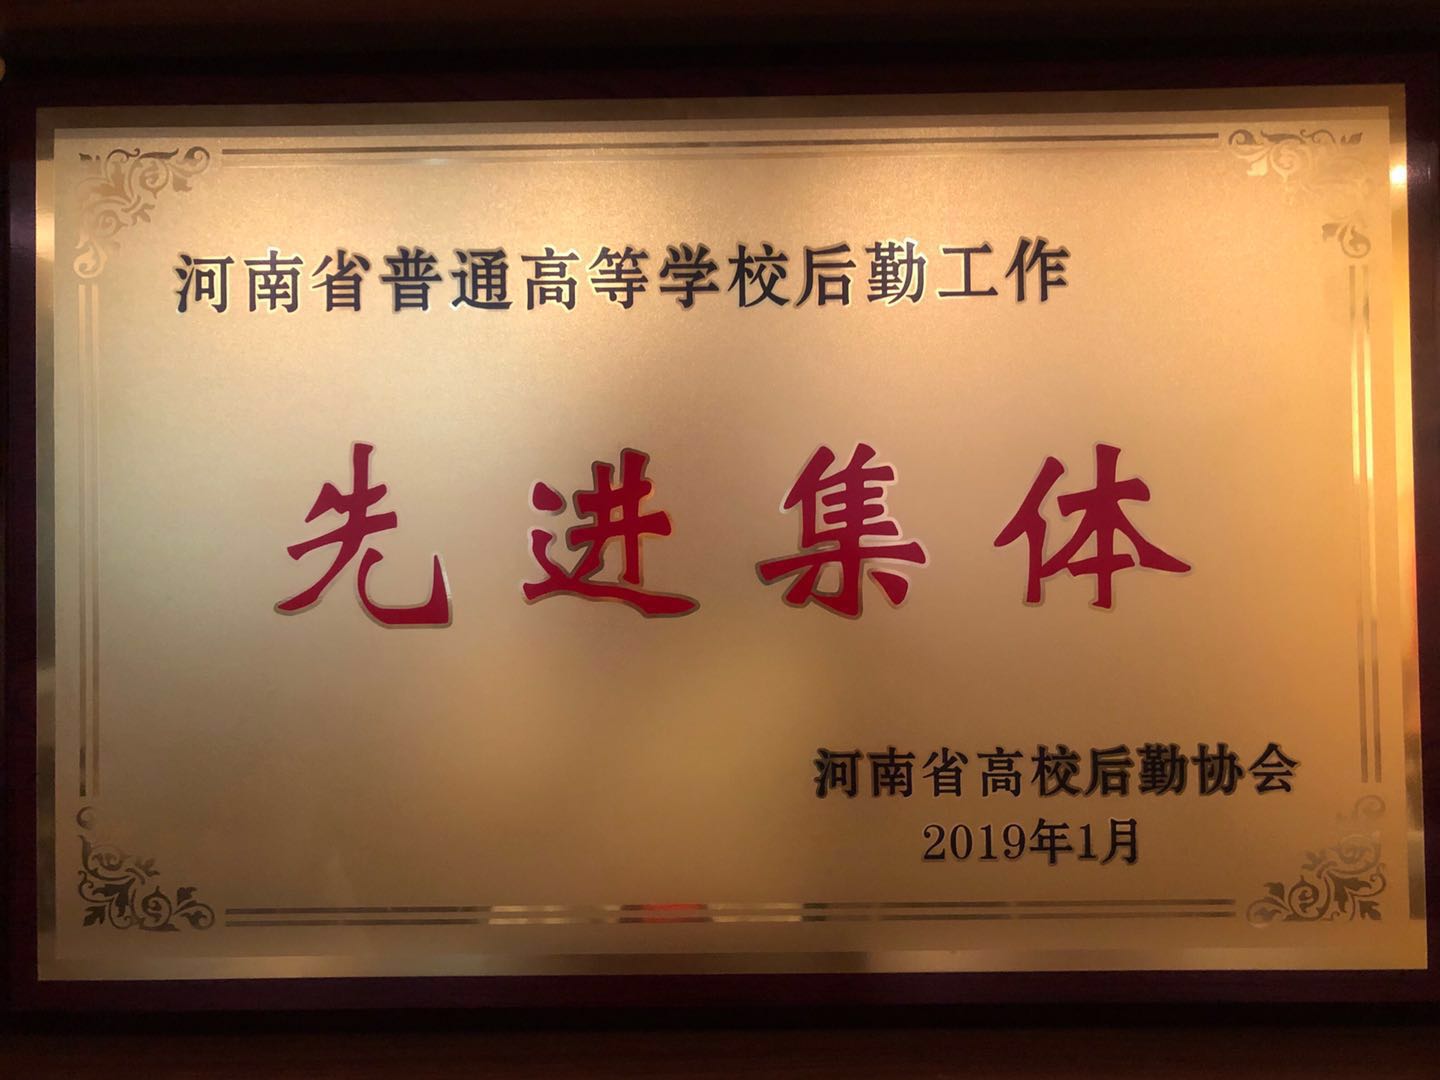 河南省普通高等学校后勤工作
先进集体
河南省高校后勤协会
2019年1月